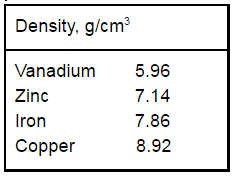 Density, g/cm³
Vanadium 5.96
Zinc 7.14
Iron 7.86
Copper 8.92